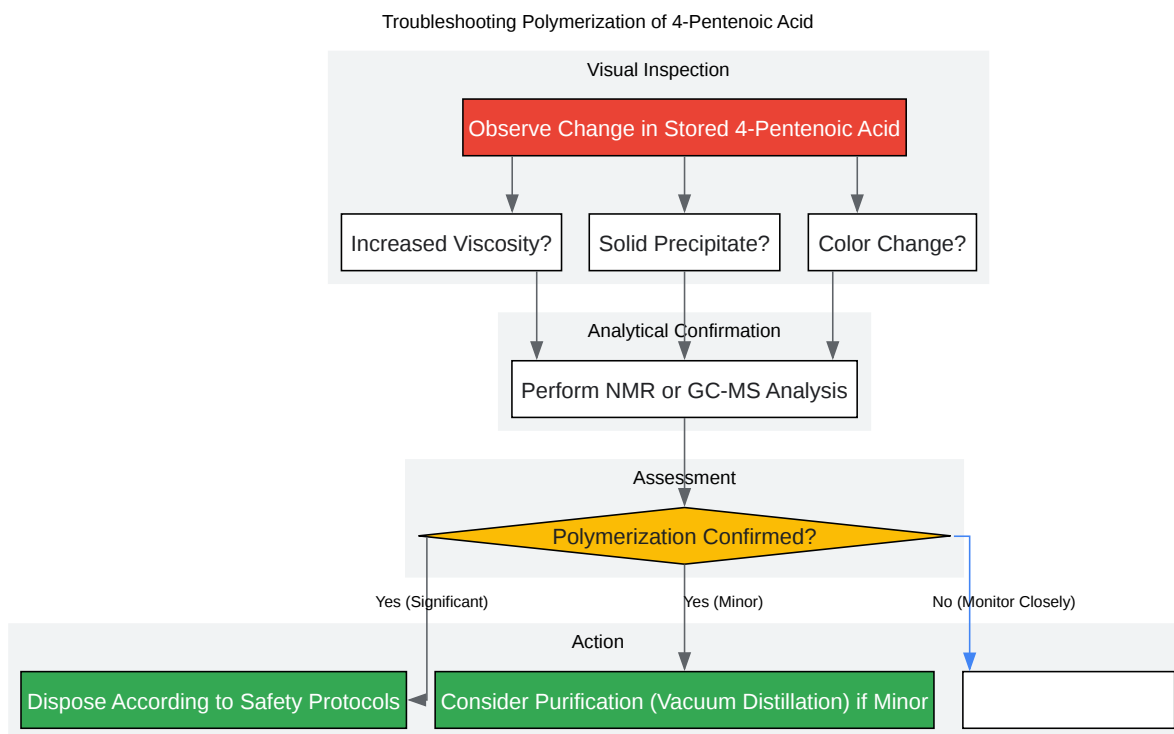 Troubleshooting Polymerization of 4-Pentenoic Acid
Visual Inspection
Observe Change in Stored 4-Pentenoic Acid
Increased Viscosity?
Solid Precipitate?
Color Change?
Analytical Confirmation
Perform NMR or GC-MS Analysis
Assessment
Polymerization Confirmed?
Yes (Significant)
Yes (Minor)
No (Monitor Closely)
Action
Dispose According to Safety Protocols
Consider Purification (Vacuum Distillation) if Minor